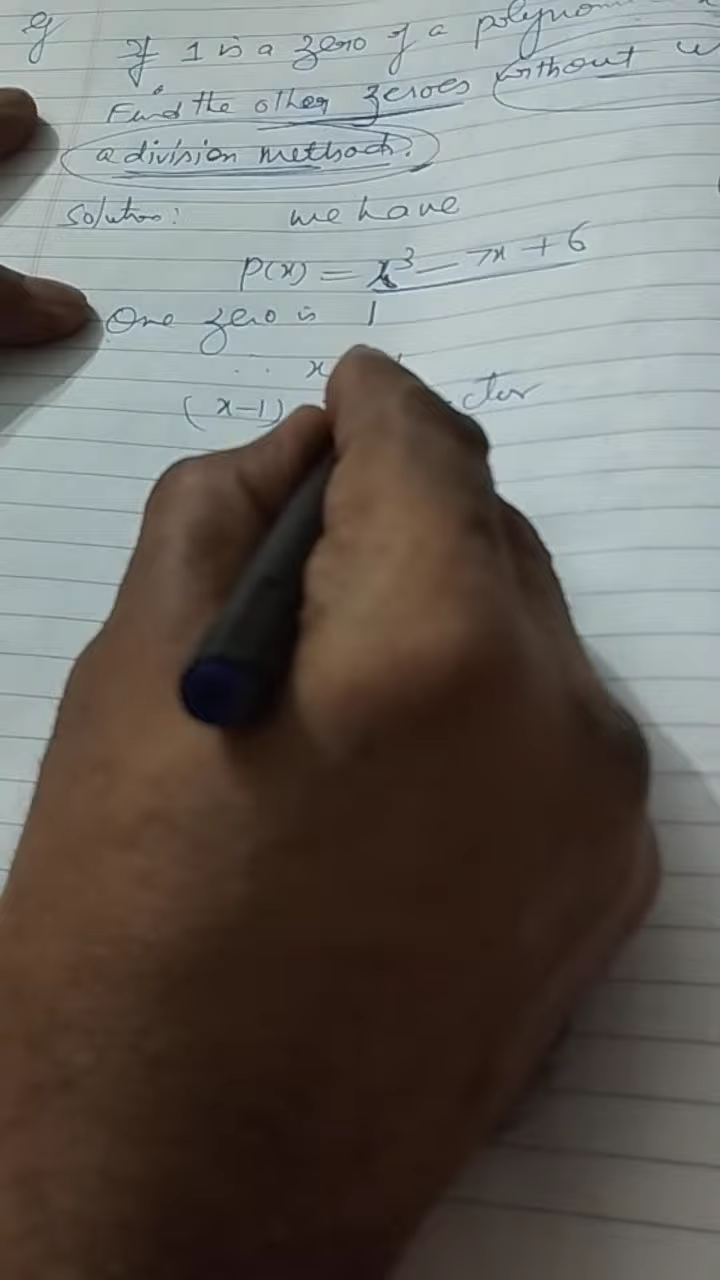 If 1 is a zero of a
Find the other zeroes without
a division method.
Solution: we have
P(x) = x³ - 7x + 6
One zero is 1
∴ x
(x-1)